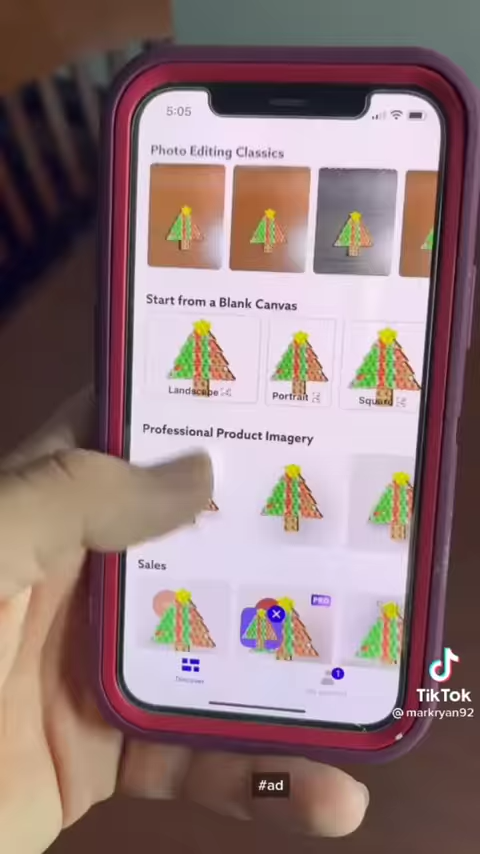 5:05
Photo Editing Classics
Start from a Blank Canvas
Landscape
Portrait
Square
Professional Product Imagery
Sales
PRO
1
Discover
TikTok
@markryan92
#ad